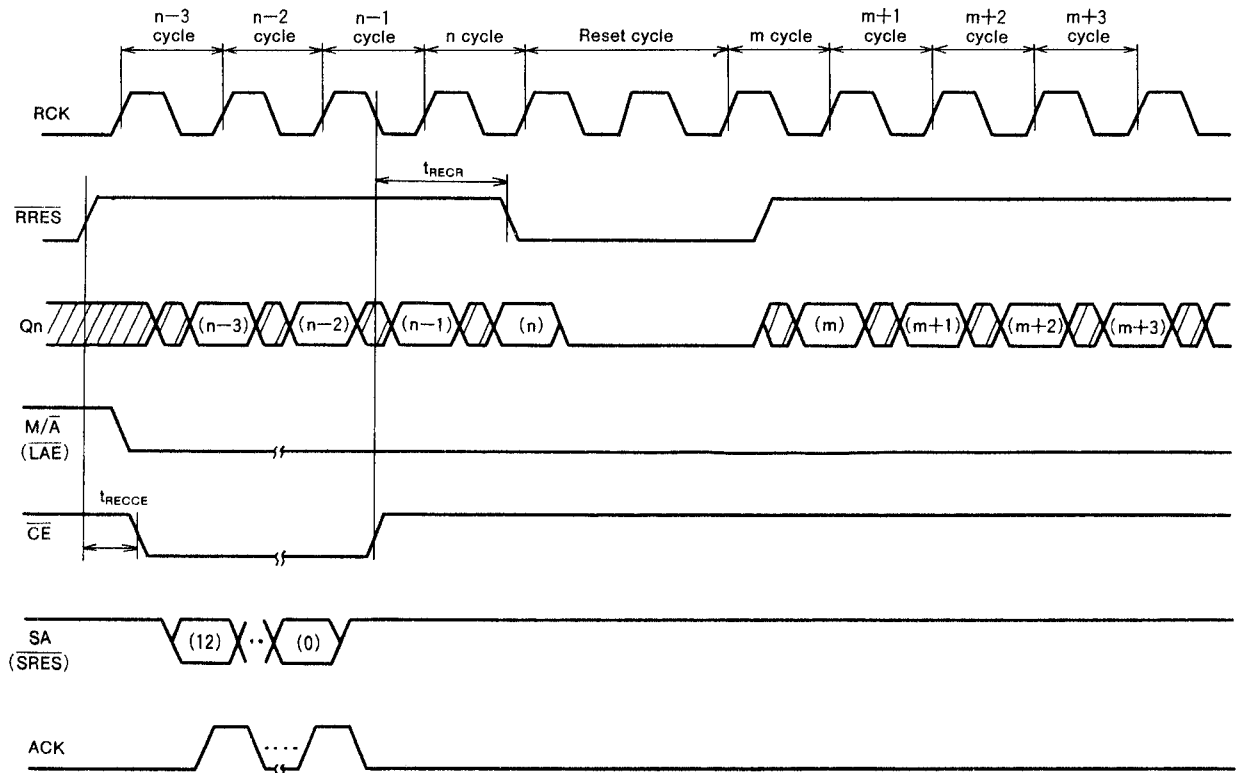 n−3 cycle
n−2 cycle
n−1 cycle
n cycle
Reset cycle
m cycle
m+1 cycle
m+2 cycle
m+3 cycle
RCK
tRECR
RRES
Qn
(n−3)
(n−2)
(n−1)
(n)
(m)
(m+1)
(m+2)
(m+3)
M/A
(LAE)
tRECCE
CE
SA
(SRES)
(12)
··
(0)
ACK
····